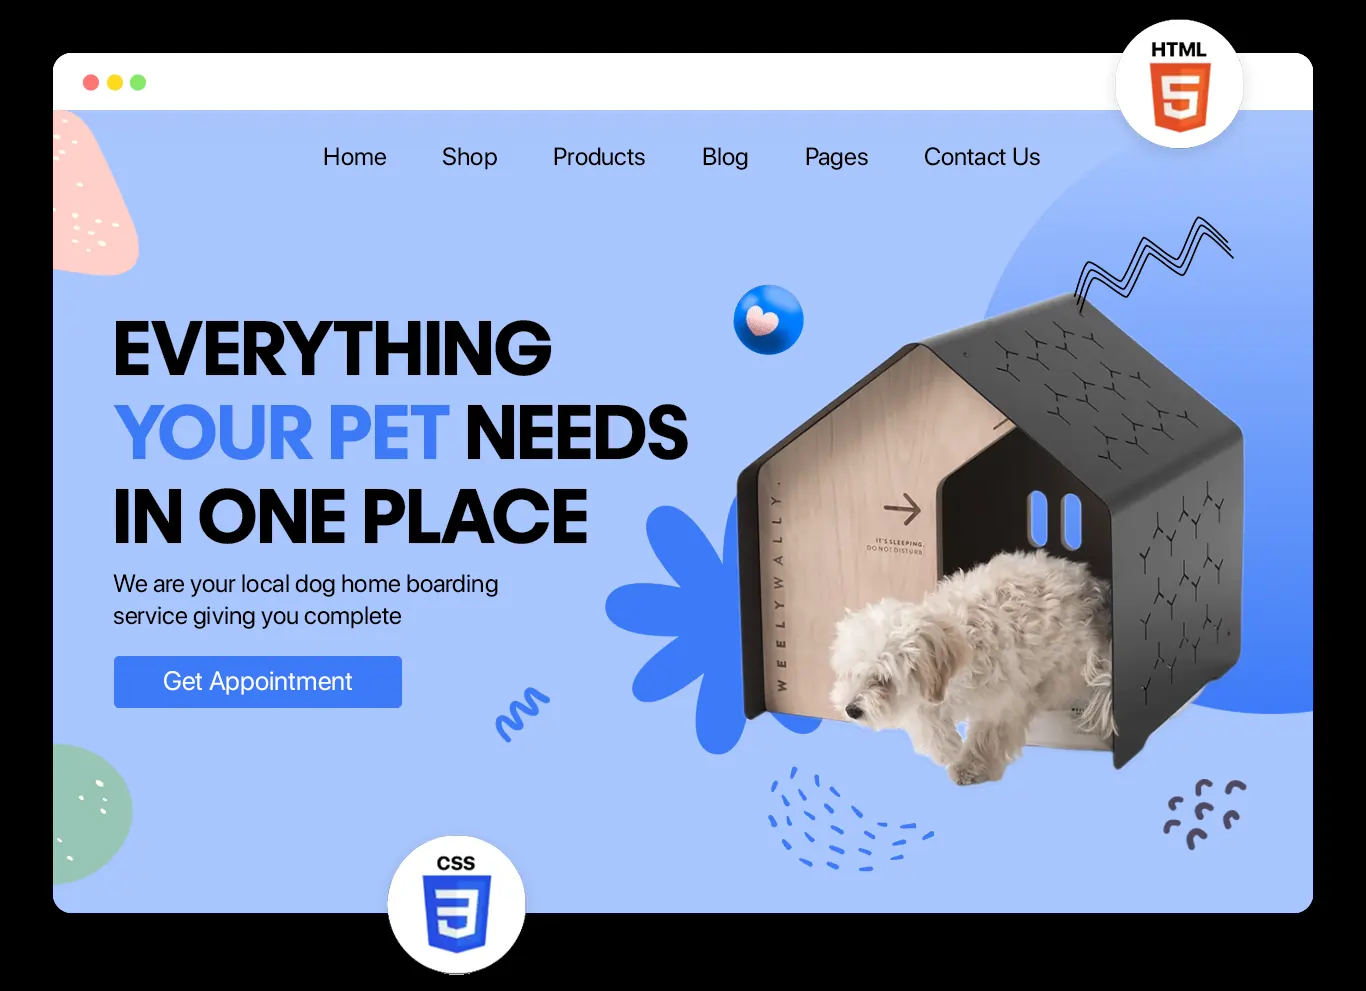 HTML
5
Home Shop Products Blog Pages Contact Us
EVERYTHING
YOUR PET NEEDS
IN ONE PLACE
We are your local dog home boarding
service giving you complete
Get Appointment
WEELYWALLY.
IT'S SLEEPING.
DO NOT DISTURB
CSS
3